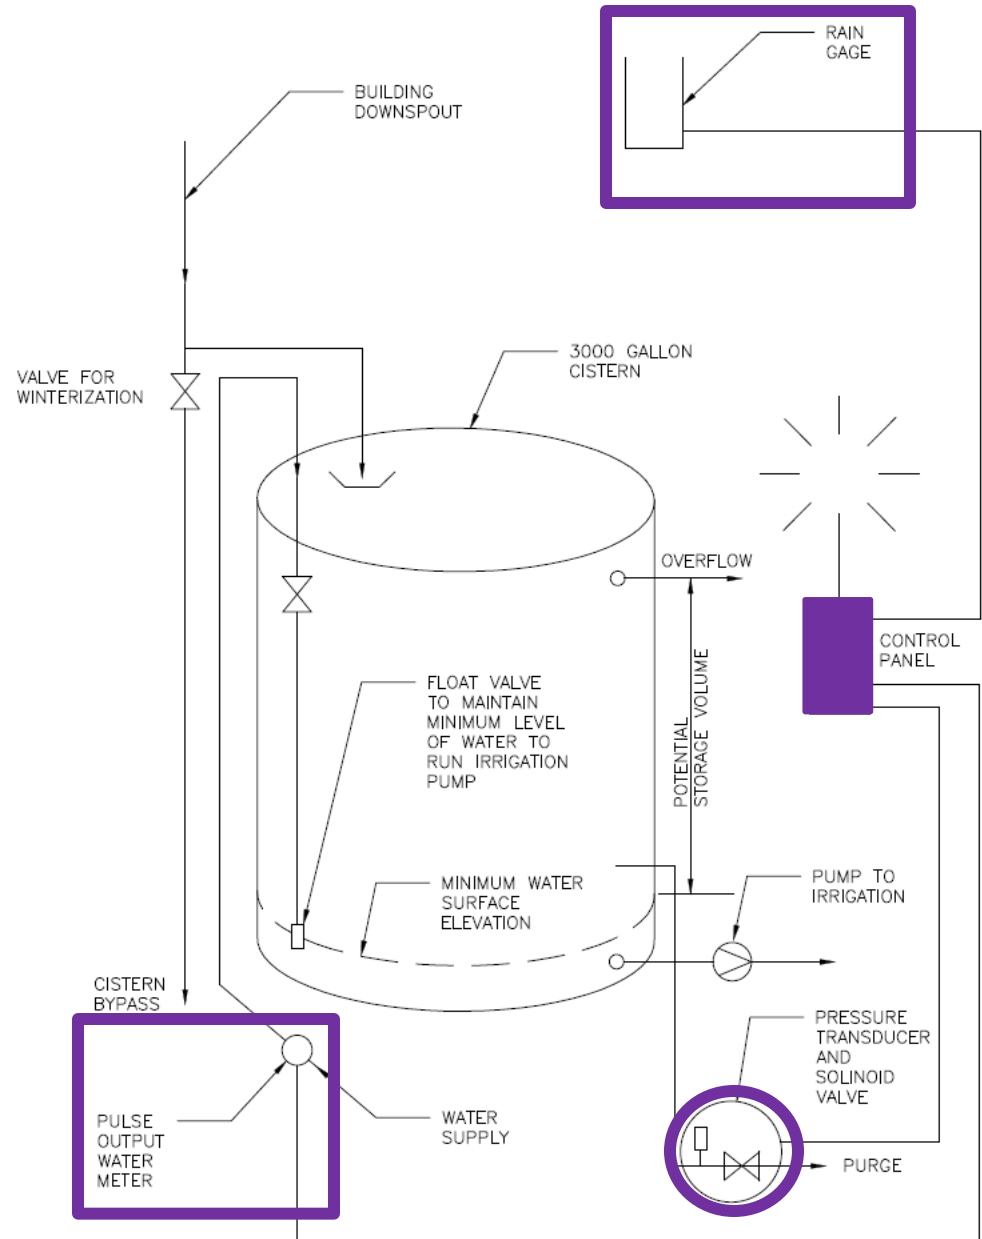 RAIN
GAGE
BUILDING
DOWNSPOUT
3000 GALLON
CISTERN
VALVE FOR
WINTERIZATION
OVERFLOW
CONTROL
PANEL
POTENTIAL
STORAGE VOLUME
FLOAT VALVE
TO MAINTAIN
MINIMUM LEVEL
OF WATER TO
RUN IRRIGATION
PUMP
MINIMUM WATER
SURFACE
ELEVATION
PUMP TO
IRRIGATION
CISTERN
BYPASS
PRESSURE
TRANSDUCER
AND
SOLINOID
VALVE
PULSE
OUTPUT
WATER
METER
WATER
SUPPLY
PURGE